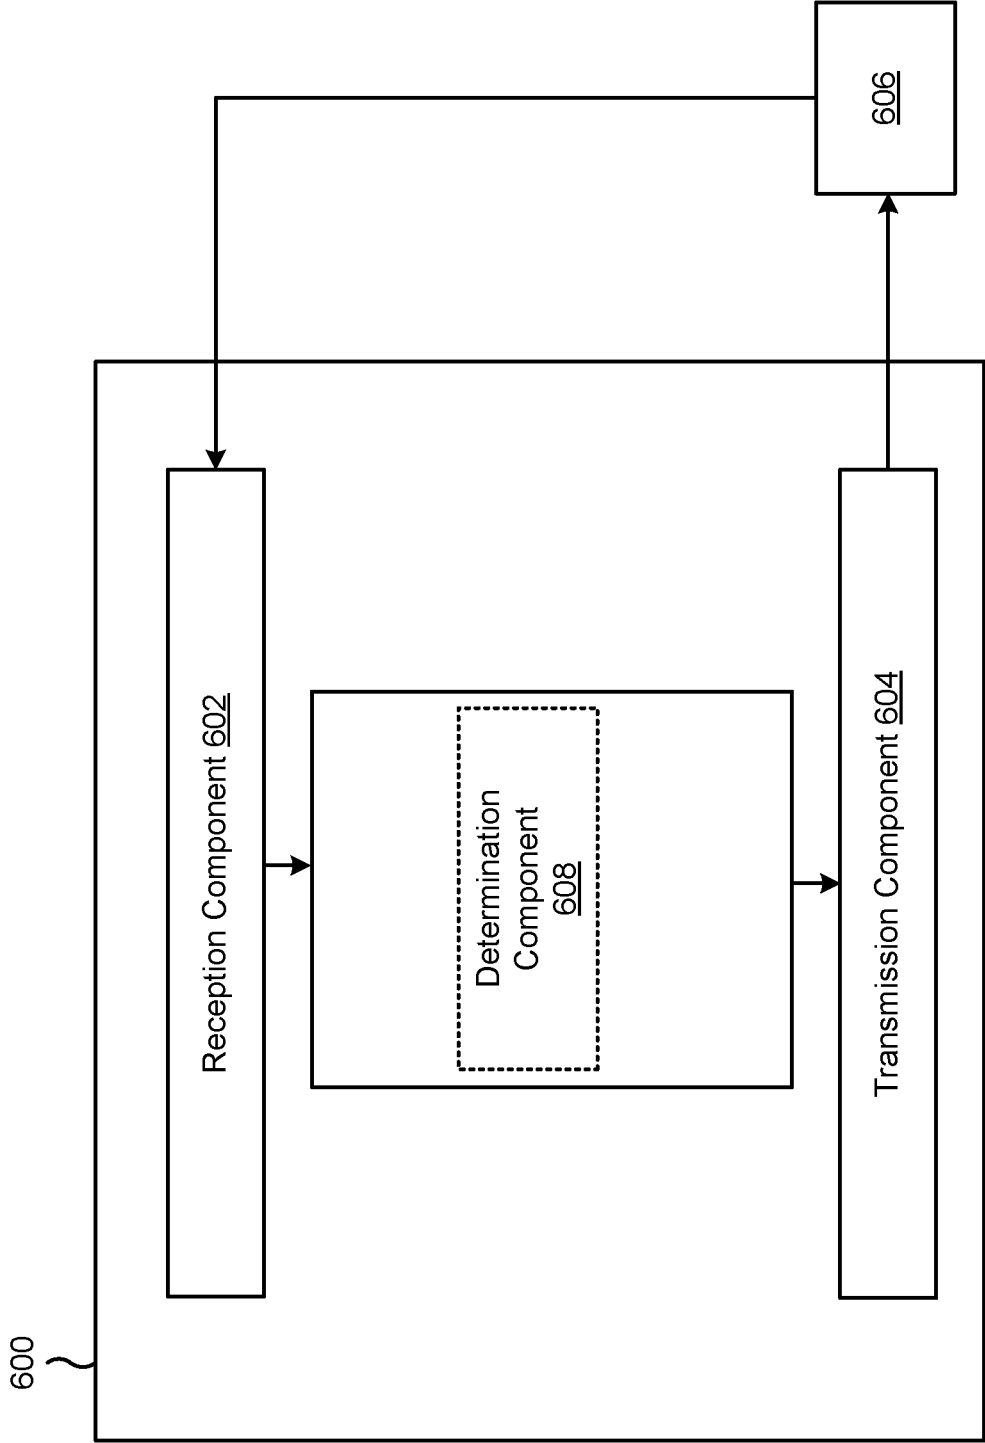 600
Reception Component 602
Determination
Component
608
Transmission Component 604
606